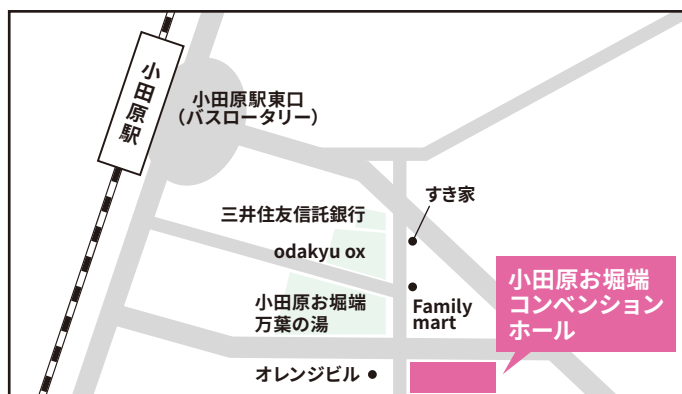 小田原駅
小田原駅東口
（バスロータリー）
すき家
三井住友信託銀行
odakyu ox
小田原お堀端
コンベンション
ホール
小田原お堀端
万葉の湯
Family
mart
オレンジビル